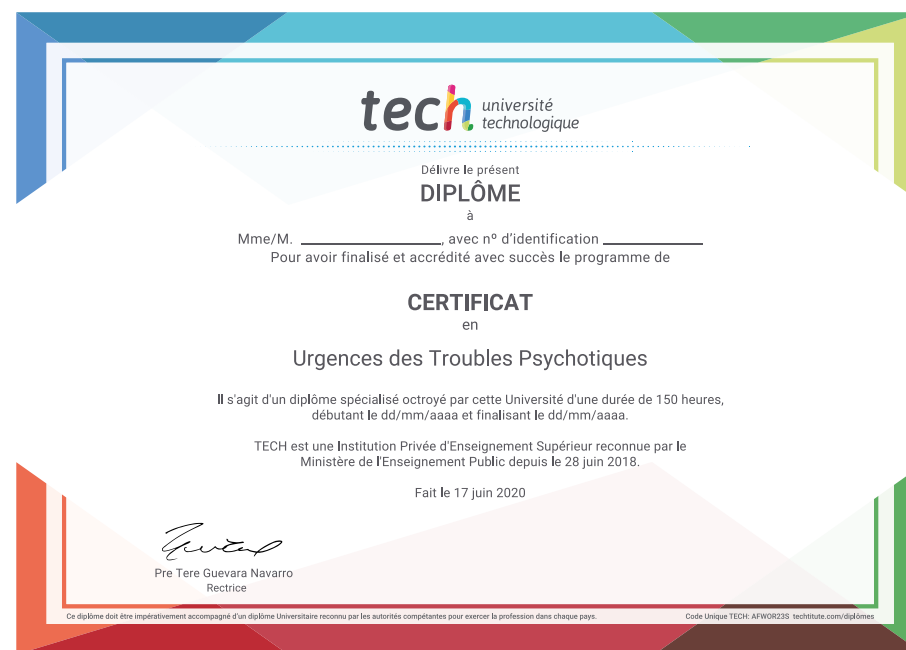 tech université
technologique
Délivre le présent
DIPLÔME
à
Mme/M. ____________________, avec nº d'identification ______________
Pour avoir finalisé et accrédité avec succès le programme de
CERTIFICAT
en
Urgences des Troubles Psychotiques
Il s'agit d'un diplôme spécialisé octroyé par cette Université d'une durée de 150 heures,
débutant le dd/mm/aaaa et finalisant le dd/mm/aaaa.
TECH est une Institution Privée d'Enseignement Supérieur reconnue par le
Ministère de l'Enseignement Public depuis le 28 juin 2018.
Fait le 17 juin 2020
Pre Tere Guevara Navarro
Rectrice
Ce diplôme doit être impérativement accompagné d'un diplôme Universitaire reconnu par les autorités compétentes pour exercer la profession dans chaque pays.
Code Unique TECH: AFWOR23S techtitute.com/diplômes